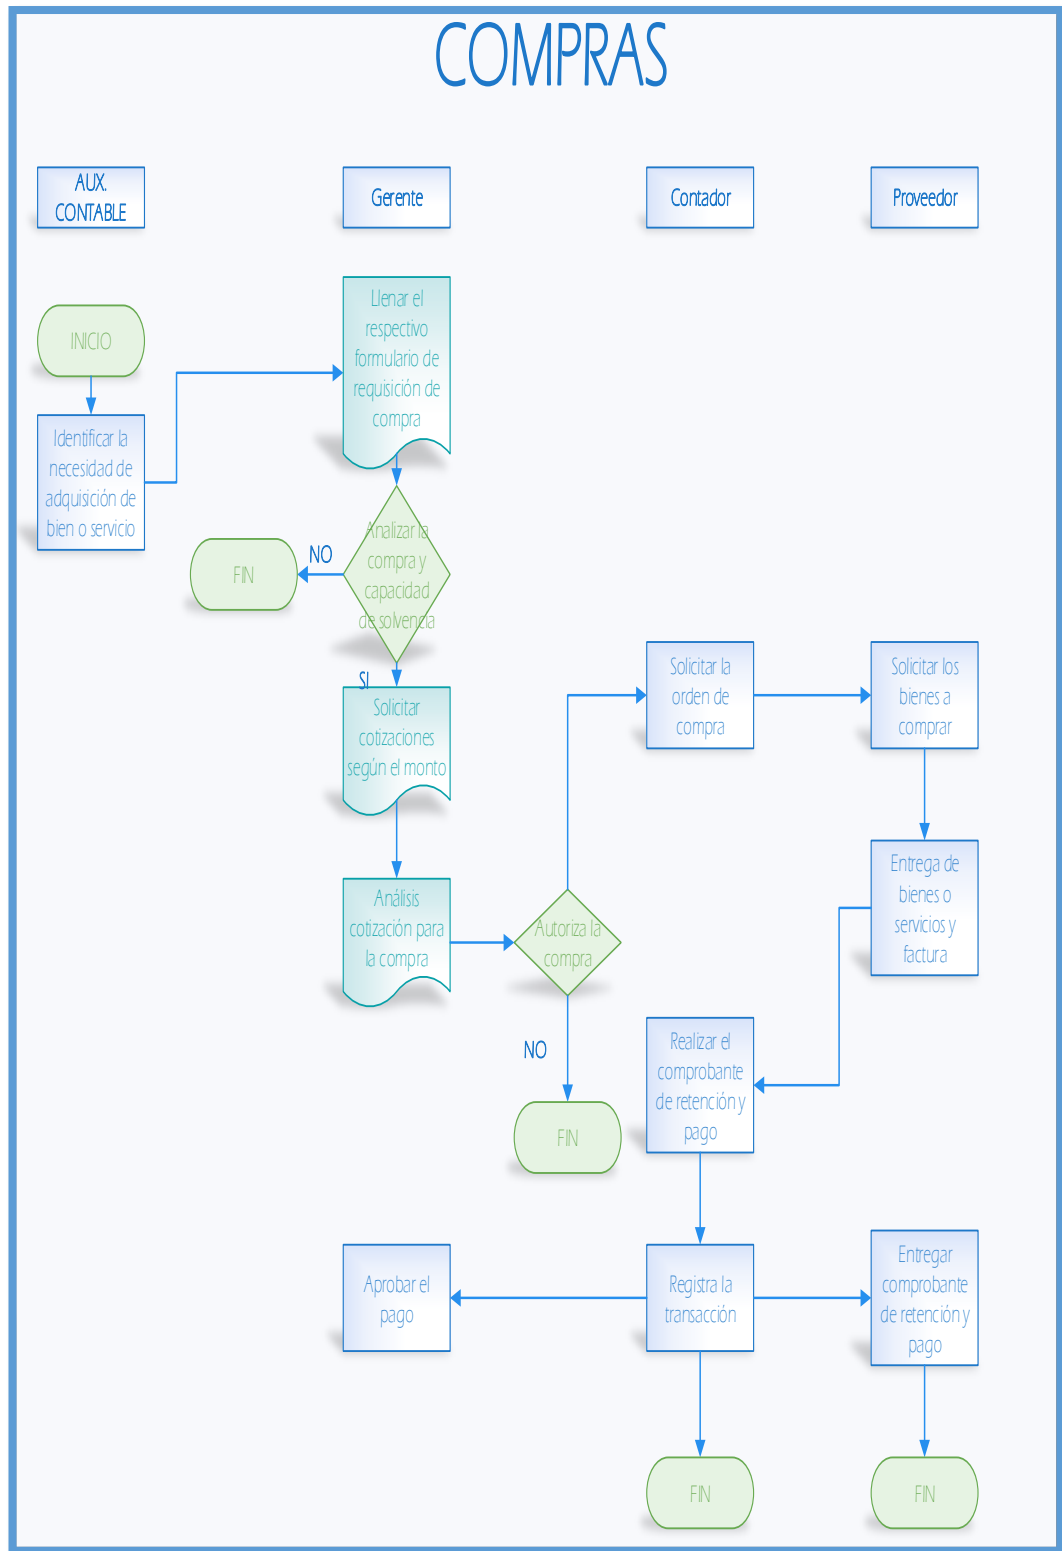 COMPRAS
AUX.
CONTABLE
Gerente
Contador
Proveedor
INICIO
Identificar la
necesidad de
adquisición de
bien o servicio
Llenar el
respectivo
formulario de
requisición de
compra
Analizar la
compra y
capacidad
de solvencia
NO
FIN
SI
Solicitar
cotizaciones
según el monto
Análisis
cotización para
la compra
Autoriza la
compra
NO
FIN
Solicitar la
orden de
compra
Solicitar los
bienes a
comprar
Entrega de
bienes o
servicios y
factura
Realizar el
comprobante
de retención y
pago
Registra la
transacción
Aprobar el
pago
Entregar
comprobante
de retención y
pago
FIN
FIN